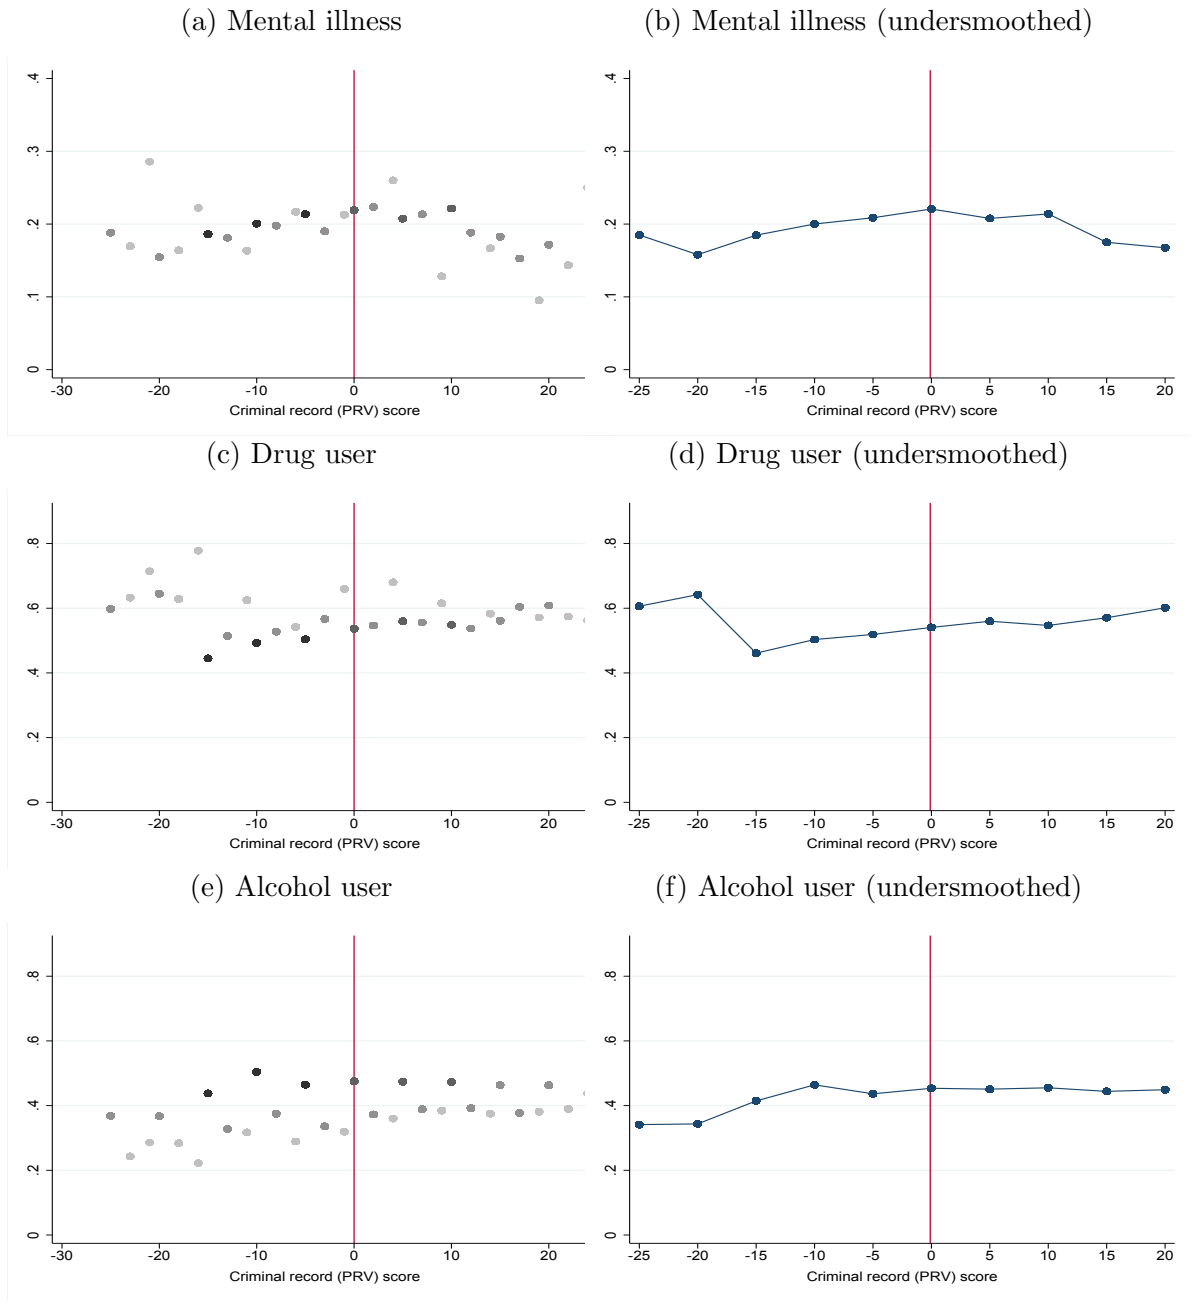 (a) Mental illness
(b) Mental illness (undersmoothed)
.4
.3
.2
.1
0
-30 -20 -10 0 10 20
Criminal record (PRV) score
.4
.3
.2
.1
0
-25 -20 -15 -10 -5 0 5 10 15 20
Criminal record (PRV) score
(c) Drug user
(d) Drug user (undersmoothed)
.8
.6
.4
.2
0
-30 -20 -10 0 10 20
Criminal record (PRV) score
.8
.6
.4
.2
0
-25 -20 -15 -10 -5 0 5 10 15 20
Criminal record (PRV) score
(e) Alcohol user
(f) Alcohol user (undersmoothed)
.8
.6
.4
.2
0
-30 -20 -10 0 10 20
Criminal record (PRV) score
.8
.6
.4
.2
0
-25 -20 -15 -10 -5 0 5 10 15 20
Criminal record (PRV) score